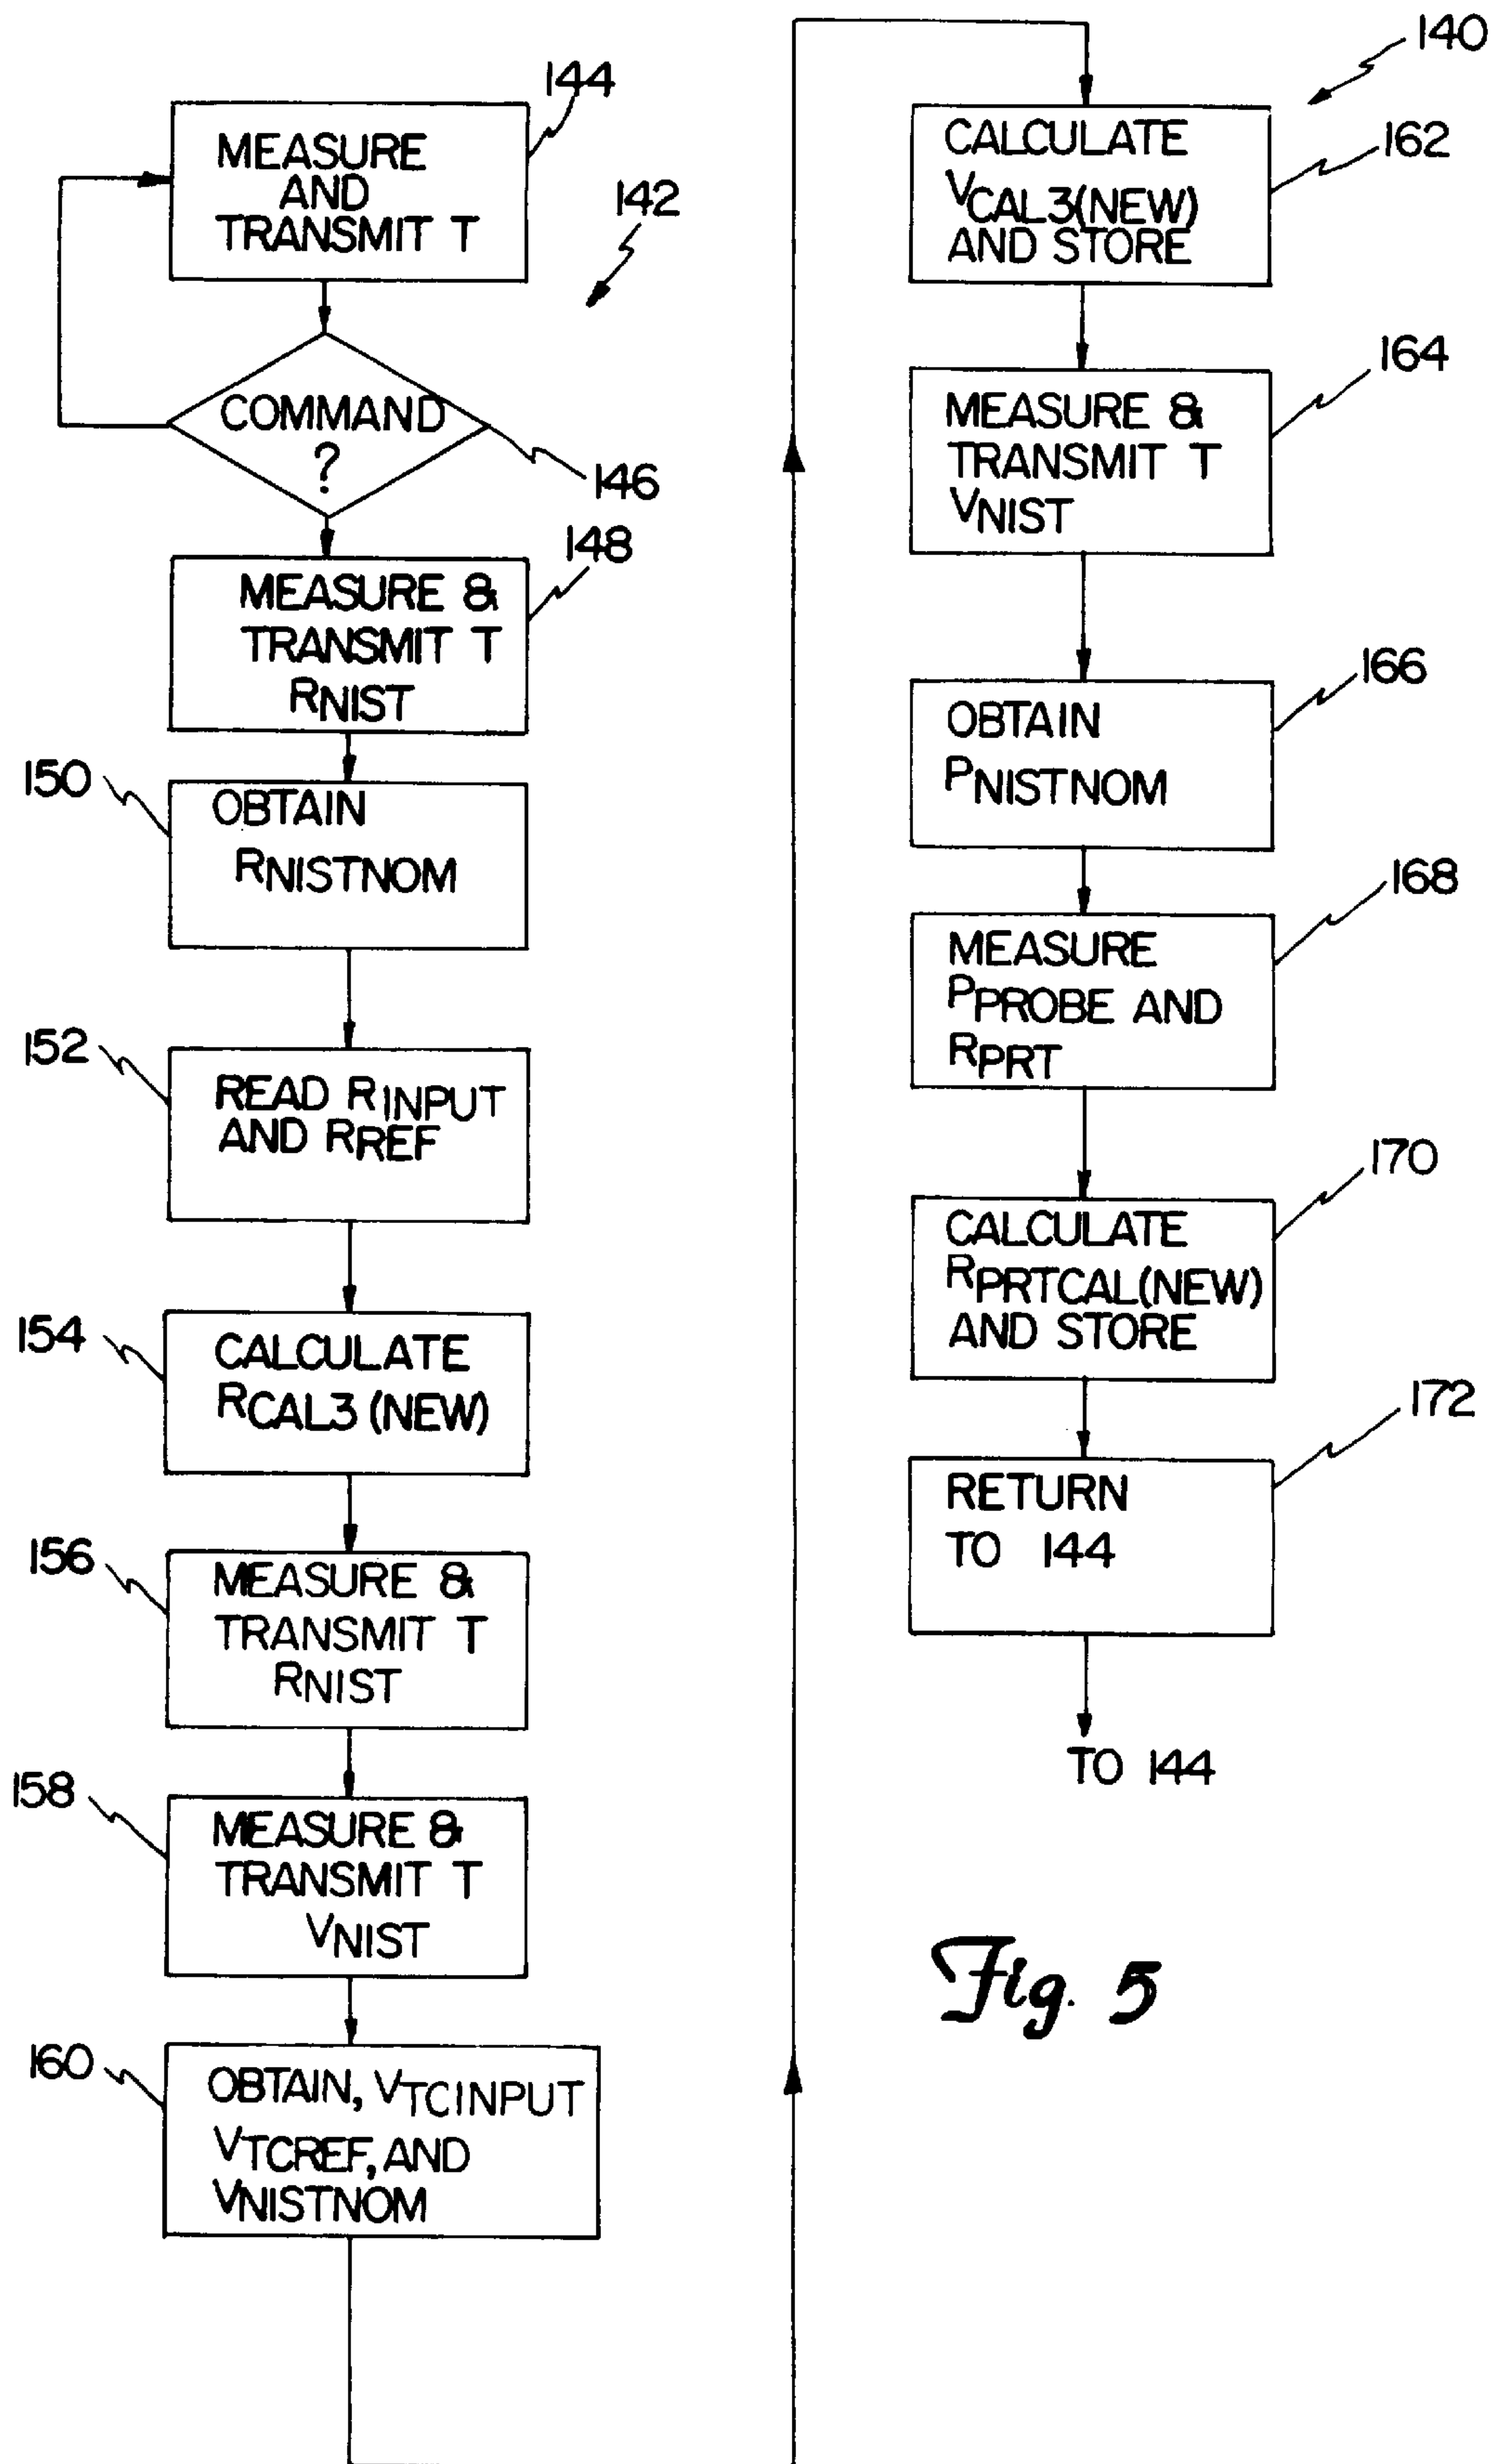 144
MEASURE
AND
TRANSMIT T
142
COMMAND
?
146
148
MEASURE &
TRANSMIT T
RNIST
150
OBTAIN
RNISTNOM
152
READ RINPUT
AND RREF
154
CALCULATE
RCAL3 (NEW)
156
MEASURE &
TRANSMIT T
RNIST
158
MEASURE &
TRANSMIT T
VNIST
160
OBTAIN, VTCINPUT
VTCREF, AND
VNISTNOM
140
CALCULATE
VCAL3(NEW)
AND STORE
162
164
MEASURE &
TRANSMIT T
VNIST
166
OBTAIN
PNISTNOM
168
MEASURE
PPROBE AND
RPRT
170
CALCULATE
RPRTCAL(NEW)
AND STORE
172
RETURN
TO 144
TO 144
Fig. 5